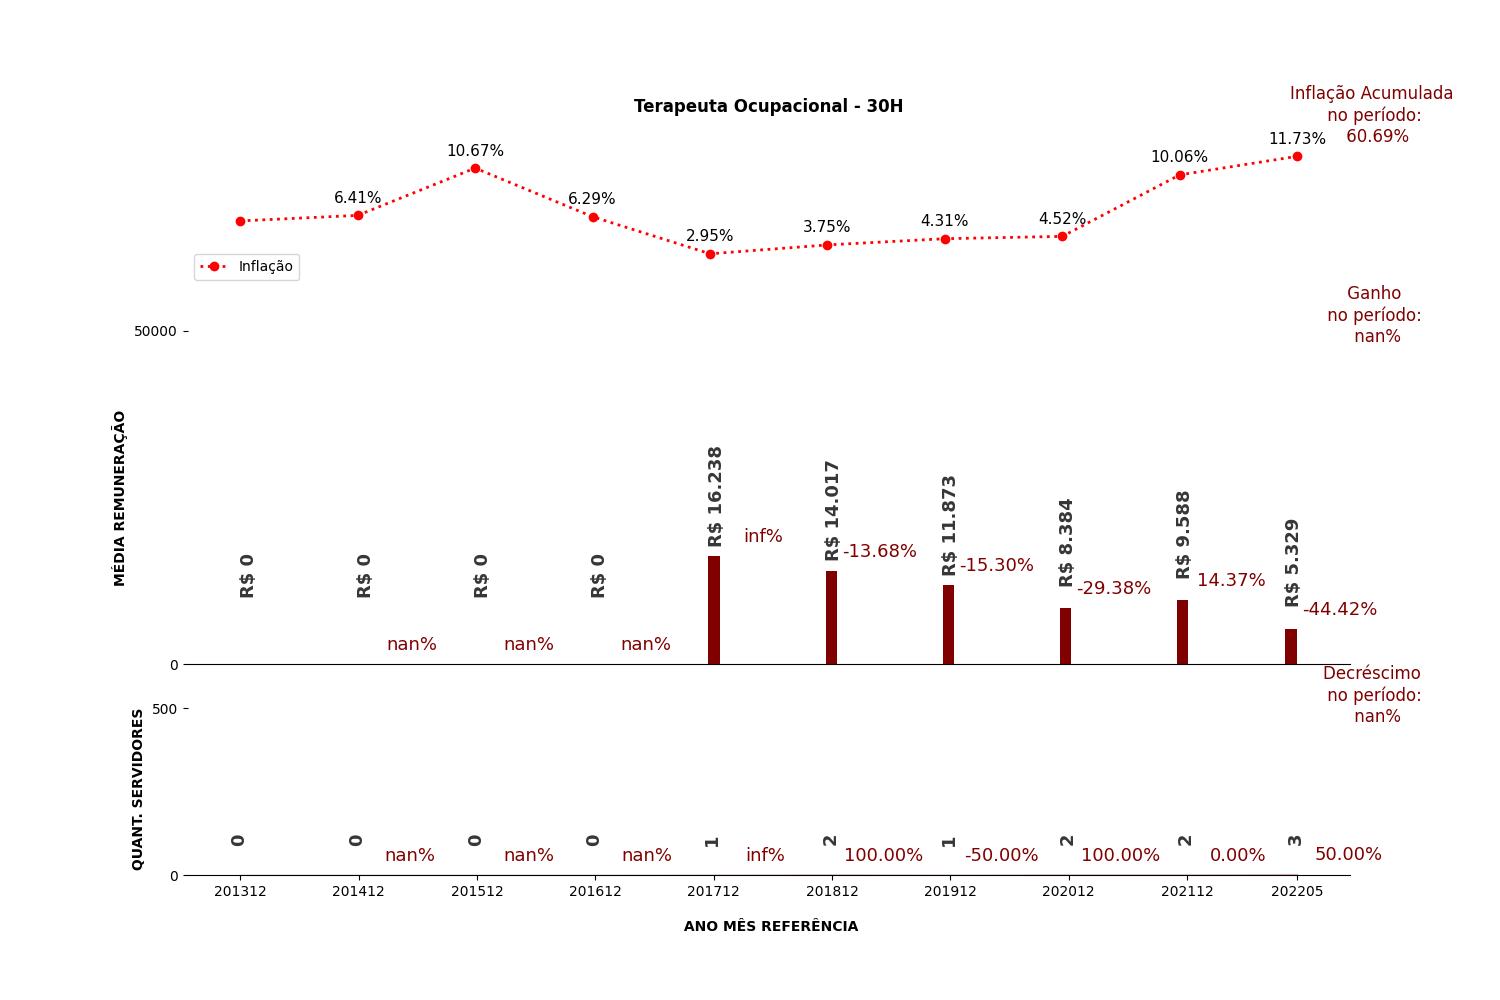 Terapeuta Ocupacional - 30H
Inflação Acumulada
no período:
60.69%
6.41%
10.67%
6.29%
2.95%
3.75%
4.31%
4.52%
10.06%
11.73%
Inflação
Ganho
no período:
nan%
MÉDIA REMUNERAÇÃO
50000
0
R$ 0
R$ 0
R$ 0
R$ 0
R$ 16.238
R$ 14.017
R$ 11.873
R$ 8.384
R$ 9.588
R$ 5.329
nan%
nan%
nan%
inf%
-13.68%
-15.30%
-29.38%
14.37%
-44.42%
Decréscimo
no período:
nan%
QUANT. SERVIDORES
500
0
0
0
0
0
1
2
1
2
2
3
nan%
nan%
nan%
inf%
100.00%
-50.00%
100.00%
0.00%
50.00%
201312
201412
201512
201612
201712
201812
201912
202012
202112
202205
ANO MÊS REFERÊNCIA